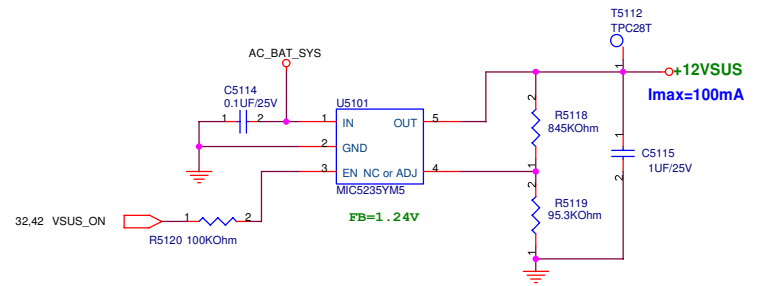 T5112
TPC28T
AC_BAT_SYS
1
+12VSUS
C5114
0.1UF/25V
Imax=100mA
U5101
1 2
1 IN OUT 5
2 GND
3 EN NC or ADJ 4
MIC5235YM5
2
R5118
845KOhm
1
1
C5115
1UF/25V
2
2
R5119
95.3KOhm
1
FB=1.24V
32,42 VSUS_ON
1 2
R5120 100KOhm